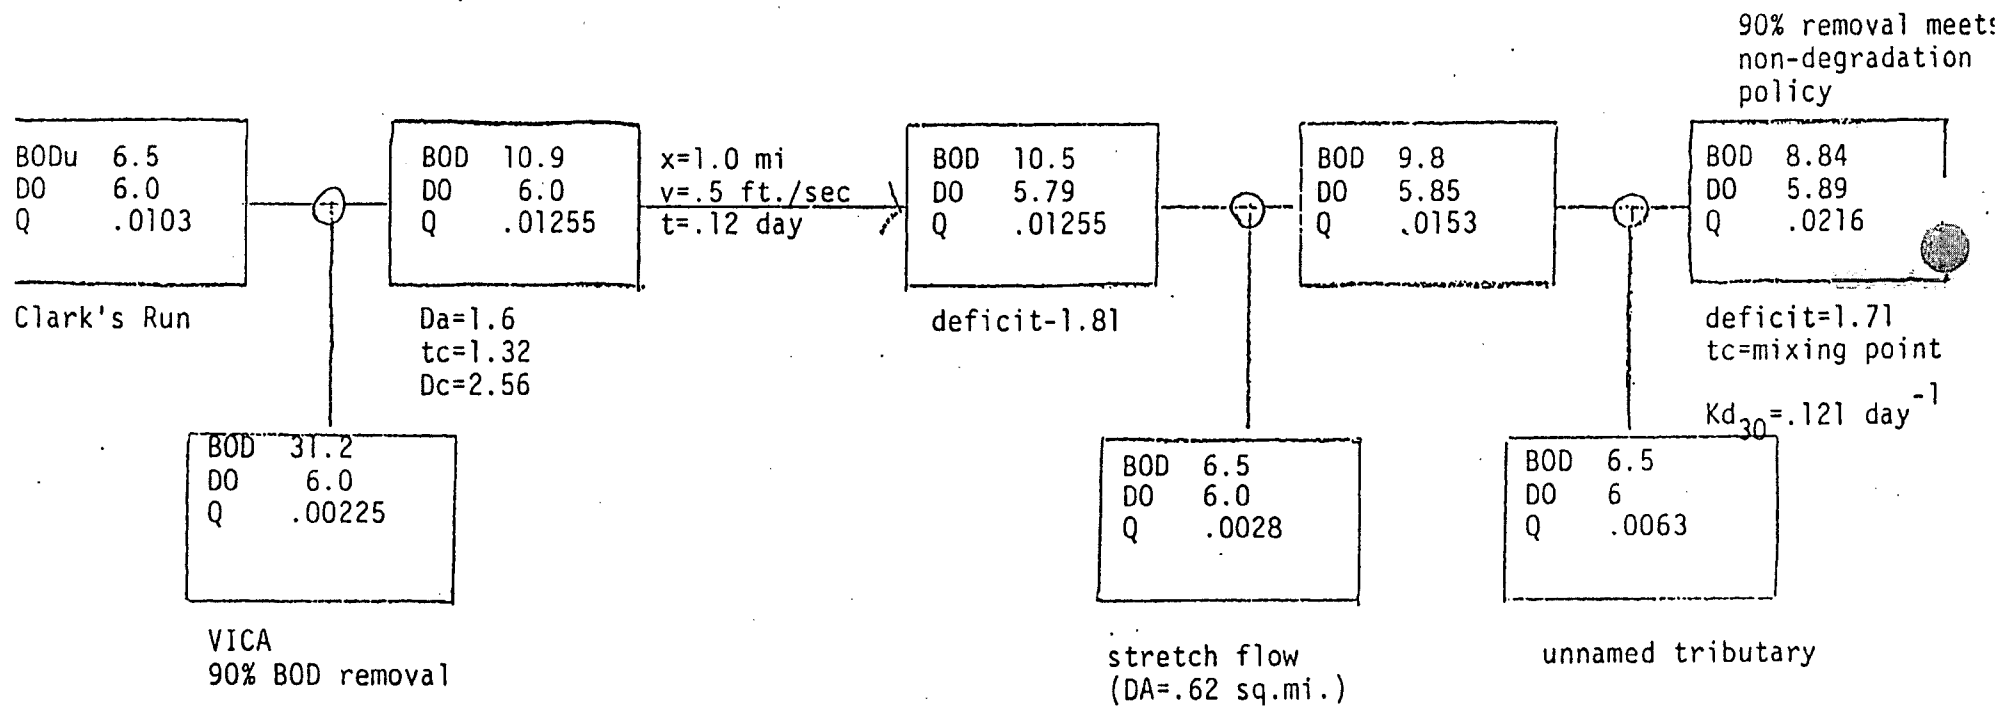 90% removal meets
non-degradation
policy
BODu 6.5
DO 6.0
Q .0103
Clark's Run
BOD 10.9
DO 6.0
Q .01255
Da=1.6
tc=1.32
Dc=2.56
x=1.0 mi
v=.5 ft./sec
t=.12 day
BOD 10.5
DO 5.79
Q .01255
deficit-1.81
BOD 9.8
DO 5.85
Q .0153
BOD 8.84
DO 5.89
Q .0216
deficit=1.71
tc=mixing point
Kd30=.121 day-1
BOD 31.2
DO 6.0
Q .00225
VICA
90% BOD removal
BOD 6.5
DO 6.0
Q .0028
stretch flow
(DA=.62 sq.mi.)
BOD 6.5
DO 6
Q .0063
unnamed tributary